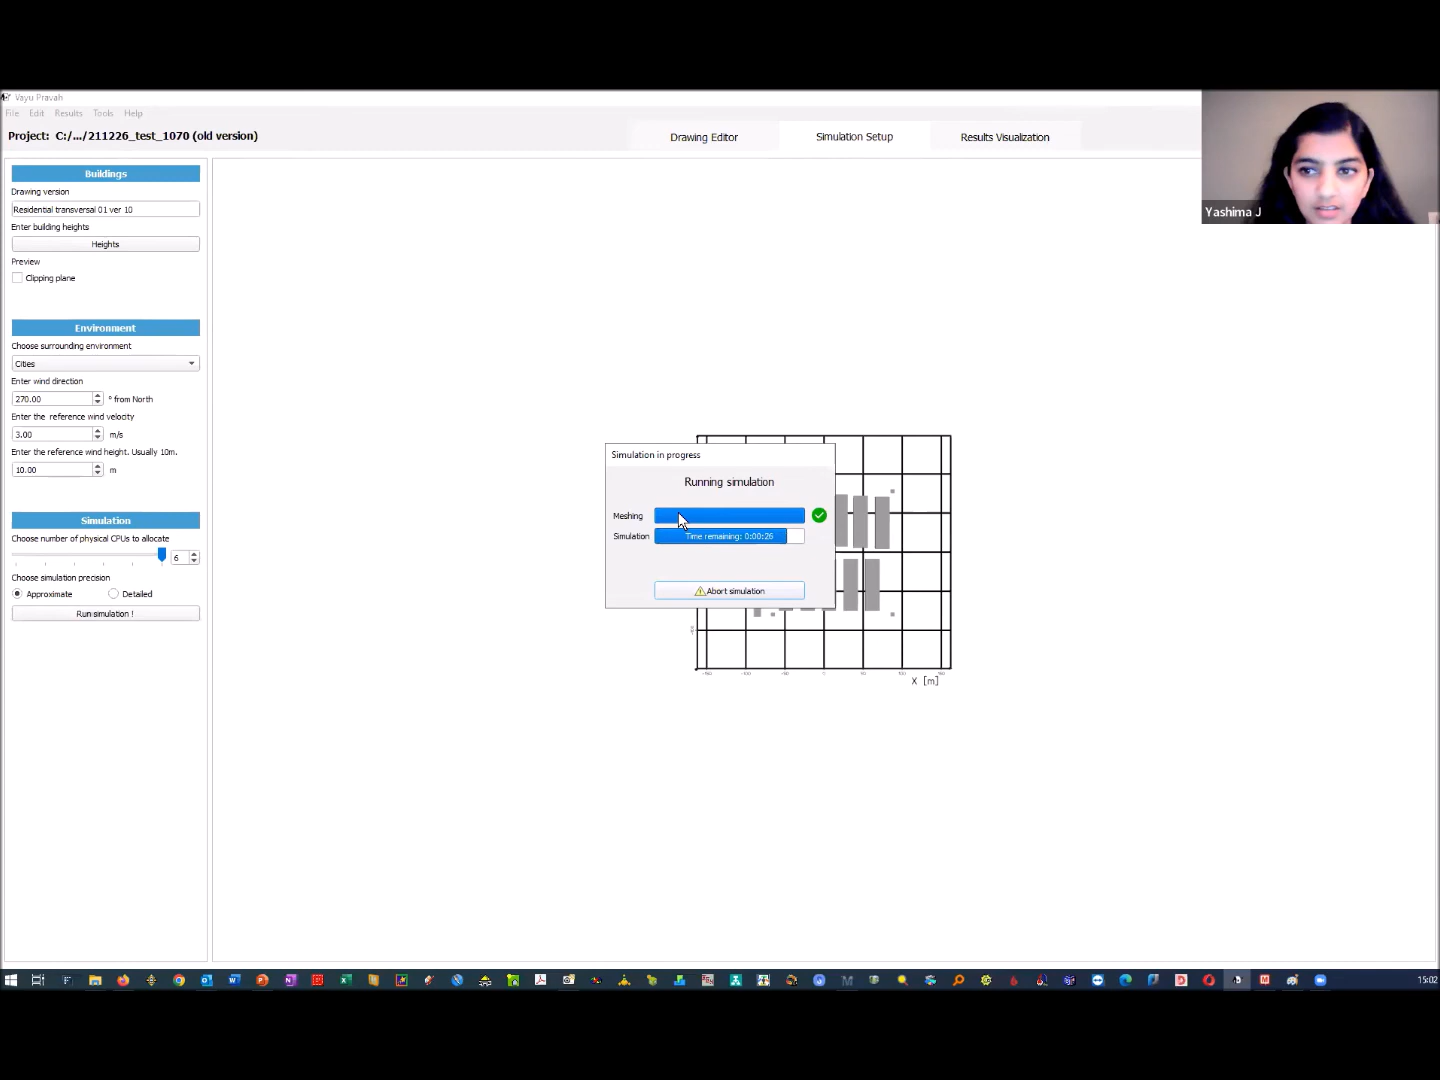 Vayu Pravah
File Edit Results Tools Help
Project: C:/.../211226_test_1070 (old version)
Drawing Editor
Simulation Setup
Results Visualization
Yashima J
Buildings
Drawing version
Residential transversal 01 ver 10
Enter building heights
Heights
Preview
Clipping plane
Environment
Choose surrounding environment
Cities
Enter wind direction
270.00 ° from North
Enter the reference wind velocity
3.00 m/s
Enter the reference wind height. Usually 10m.
10.00 m
Simulation
Choose number of physical CPUs to allocate
6
Choose simulation precision
Approximate Detailed
Run simulation !
Simulation in progress
Running simulation
Meshing
Simulation Time remaining: 0:00:26
Abort simulation
X [m]
15:02